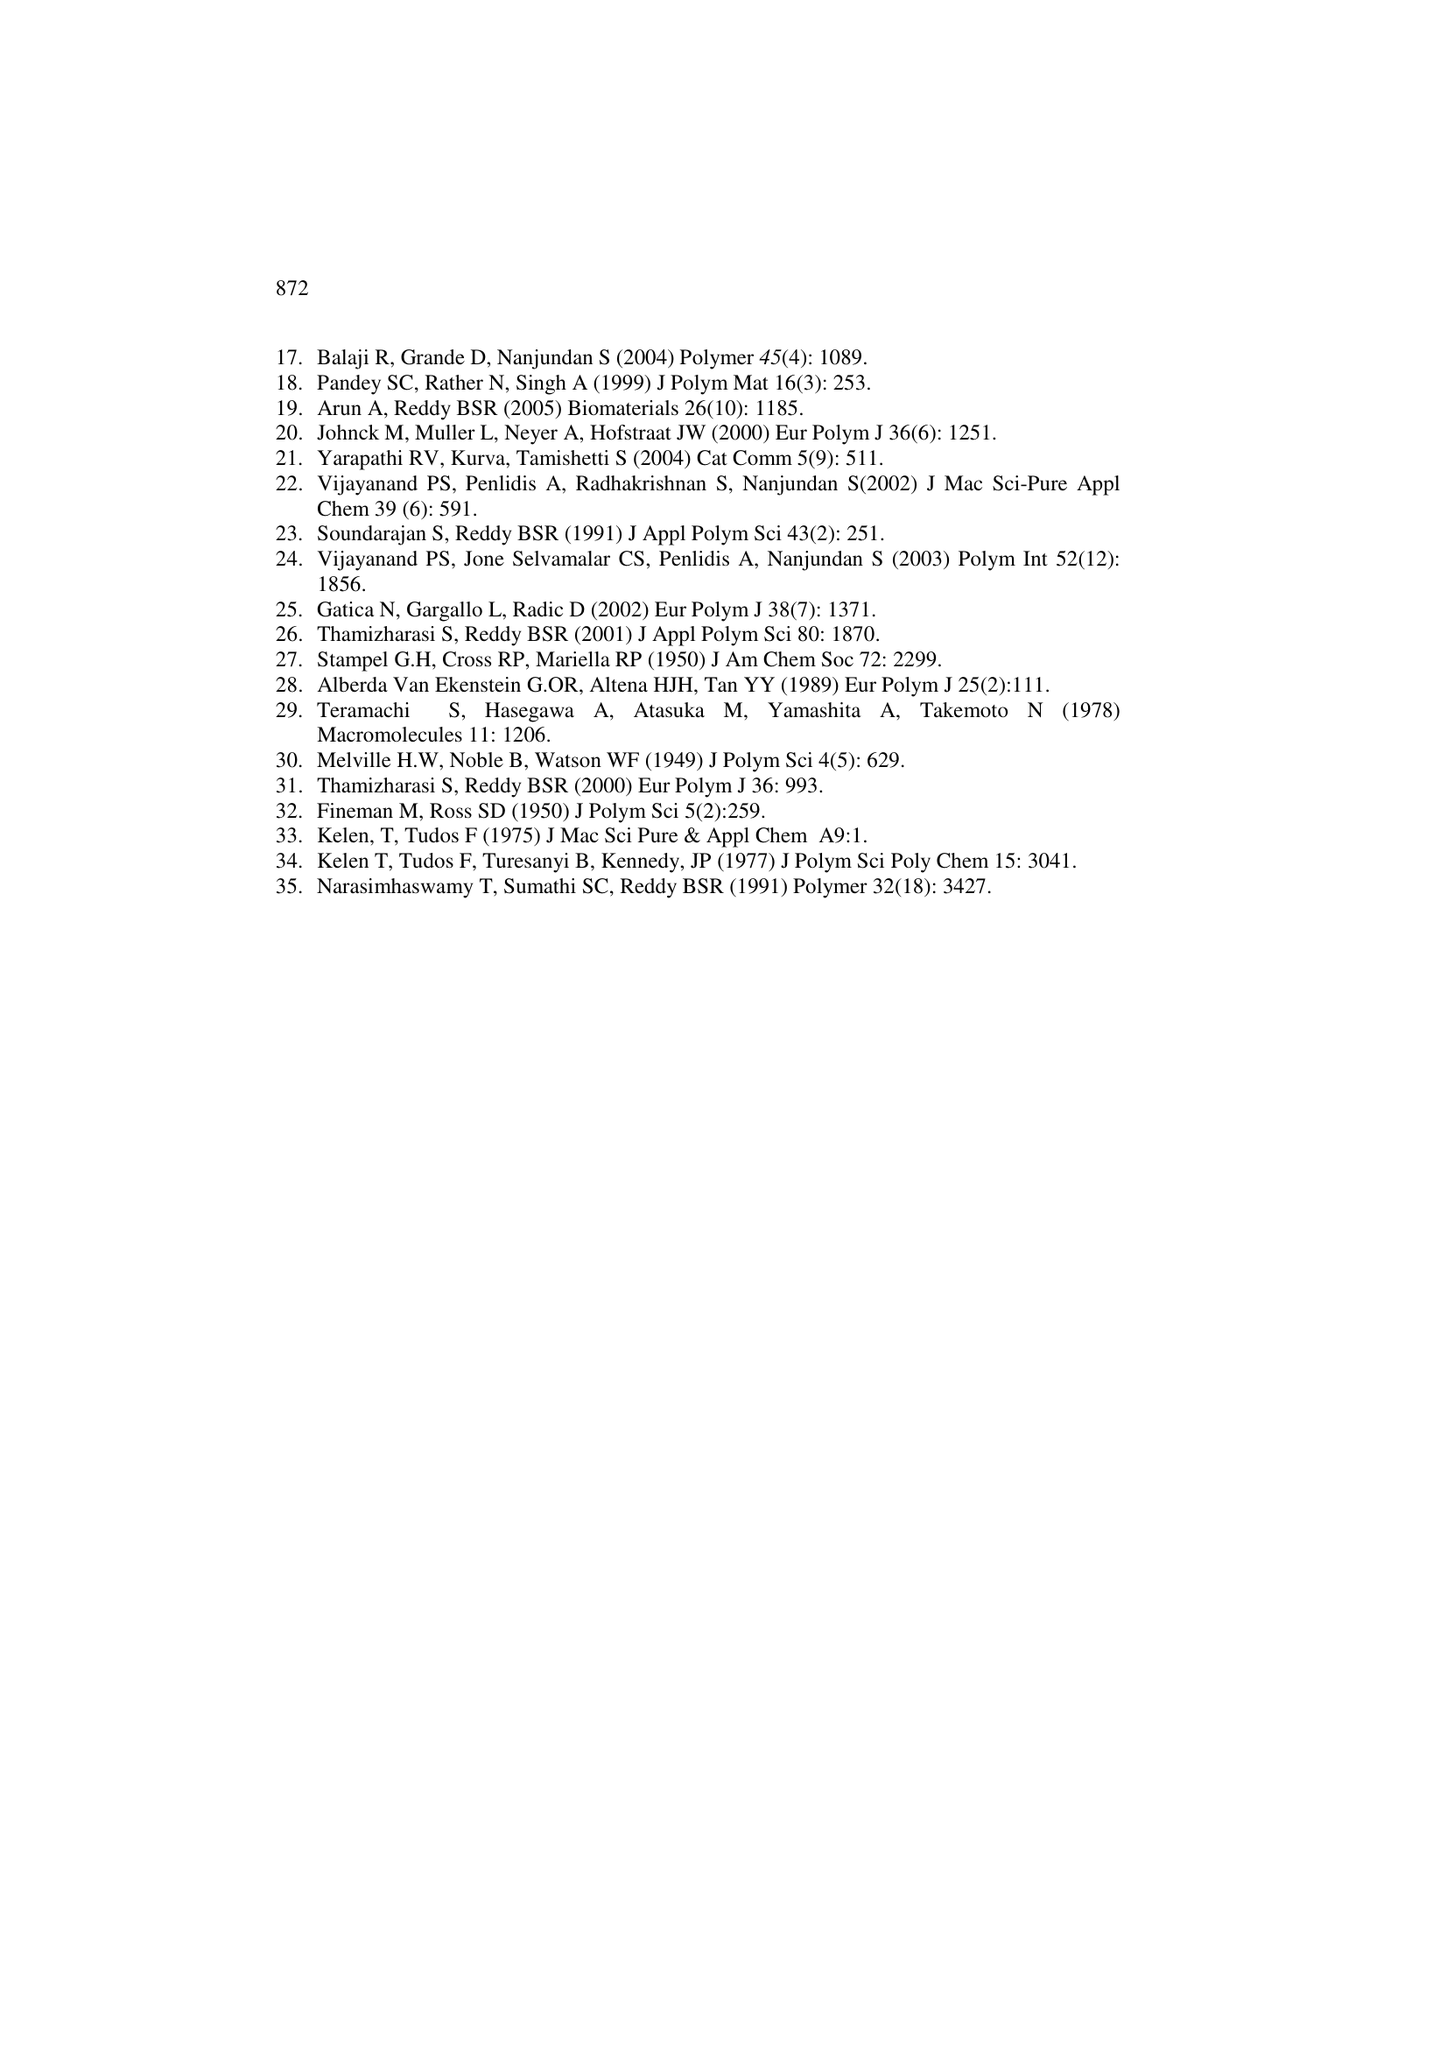 872
17. Balaji R, Grande D, Nanjundan S (2004) Polymer 45(4): 1089.
18. Pandey SC, Rather N, Singh A (1999) J Polym Mat 16(3): 253.
19. Arun A, Reddy BSR (2005) Biomaterials 26(10): 1185.
20. Johnck M, Muller L, Neyer A, Hofstraat JW (2000) Eur Polym J 36(6): 1251.
21. Yarapathi RV, Kurva, Tamishetti S (2004) Cat Comm 5(9): 511.
22. Vijayanand PS, Penlidis A, Radhakrishnan S, Nanjundan S(2002) J Mac Sci-Pure Appl
Chem 39 (6): 591.
23. Soundarajan S, Reddy BSR (1991) J Appl Polym Sci 43(2): 251.
24. Vijayanand PS, Jone Selvamalar CS, Penlidis A, Nanjundan S (2003) Polym Int 52(12):
1856.
25. Gatica N, Gargallo L, Radic D (2002) Eur Polym J 38(7): 1371.
26. Thamizharasi S, Reddy BSR (2001) J Appl Polym Sci 80: 1870.
27. Stampel G.H, Cross RP, Mariella RP (1950) J Am Chem Soc 72: 2299.
28. Alberda Van Ekenstein G.OR, Altena HJH, Tan YY (1989) Eur Polym J 25(2):111.
29. Teramachi S, Hasegawa A, Atasuka M, Yamashita A, Takemoto N (1978)
Macromolecules 11: 1206.
30. Melville H.W, Noble B, Watson WF (1949) J Polym Sci 4(5): 629.
31. Thamizharasi S, Reddy BSR (2000) Eur Polym J 36: 993.
32. Fineman M, Ross SD (1950) J Polym Sci 5(2):259.
33. Kelen, T, Tudos F (1975) J Mac Sci Pure & Appl Chem A9:1.
34. Kelen T, Tudos F, Turesanyi B, Kennedy, JP (1977) J Polym Sci Poly Chem 15: 3041.
35. Narasimhaswamy T, Sumathi SC, Reddy BSR (1991) Polymer 32(18): 3427.